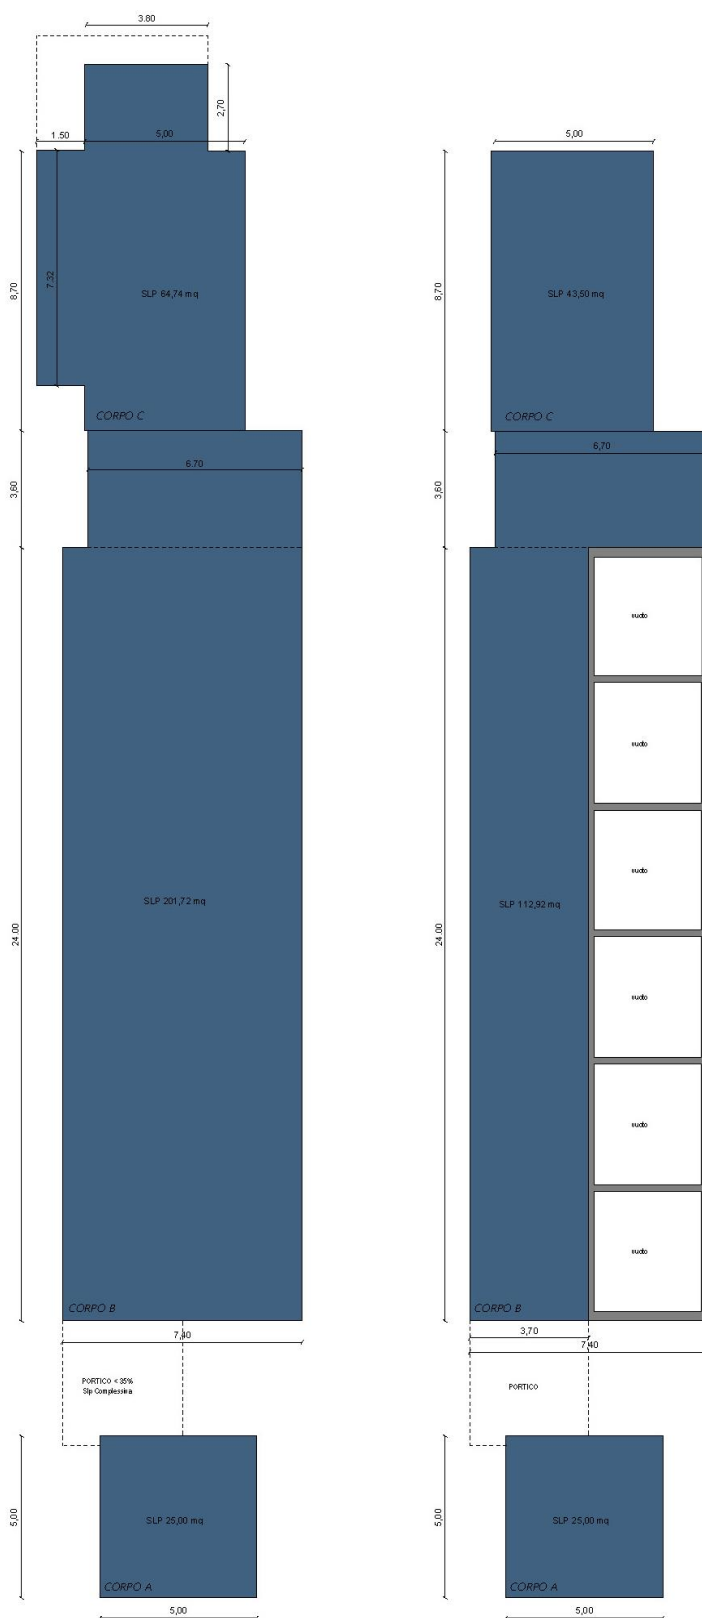 3.80
2,70
1.50
5,00
7.32
8,70
SLP 64,74 mq
CORPO C
6.70
3,60
SLP 201,72 mq
24.00
CORPO B
7,40
PORTICO < 35%
Slp Complessiva
5,00
SLP 25,00 mq
CORPO A
5,00
5,00
8,70
SLP 43,50 mq
CORPO C
6,70
3,60
vuoto
vuoto
vuoto
SLP 112,92 mq
24.00
vuoto
vuoto
vuoto
CORPO B
3,70
7,40
PORTICO
5,00
SLP 25,00 mq
CORPO A
5,00